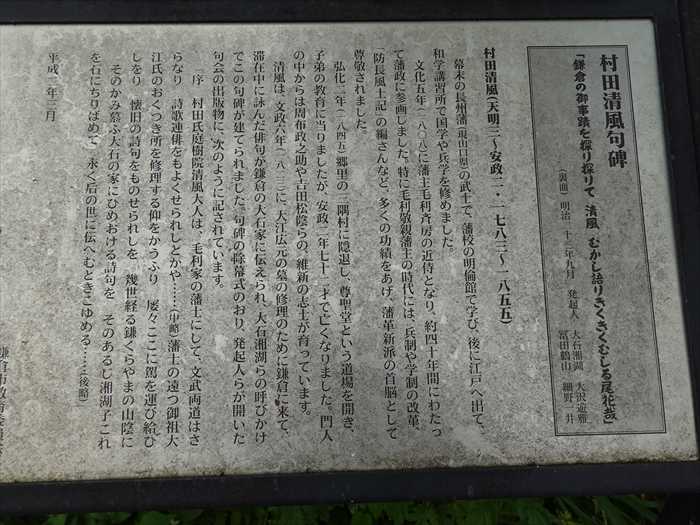 村田清風句碑
「鎌倉の御事蹟を探り探りて 清風 むかし語りきくきくむしる尾花哉」
(裏面) 明治 十三年九月 発起人 大石湘湖 大沢遊雅
冨田鶴山 細野 井
村田清風(天明三〜安政二・一七八三〜一八五五)
幕末の長州藩(現山口県)の武士で、藩校の明倫館で学び、後に江戸へ出て、
和学講習所で国学や兵学を修めました。
文化五年(一八〇八)に藩主毛利斉房の近侍となり、約四十年間にわたっ
て藩政に参画しました。特に毛利敬親藩主の時代には、兵制や学制の改革、
「防長風土記」の編さんなど、多くの功績をあげ、藩革新派の首脳として
尊敬されました。
弘化二年(一八四五)郷里の三隅村に隠退し、尊聖堂という道場を開き、
子弟の教育に当りましたが、安政二年七十三才で亡くなりました。門人
の中からは周布政之助や吉田松陰らの、維新の志士が育っています。
清風は、文政六年(一八二三)に、大江広元の墓の修理のために鎌倉に来て、
滞在中に詠んだ俳句が鎌倉の大石家に伝えられ、大石湘湖らの呼びかけ
でこの句碑が建てられました。句碑の除幕式のおり、発起人らが開いた
句会の出版物に、次のように記されています。
「序 村田氏庭樹院清風大人は、毛利家の藩士にして、文武両道はさ
らなり 詩歌連俳をもよくせられしとかや……(中略)藩士の遠つ御祖大
江氏のおくつき所を修理する仰をかうふり 屡々ここに駕を運び給ひ
しをり 懐旧の詩句をものせられしを 幾世経る鎌くらやまの山陰に
そのかみ慕ふ大石の家にひめおける詩句を そのあるじ湘湖子これ
を石にちりばめて 永く后の世に伝へむときこゆめる……(後略)
平成二年三月
鎌倉市教育委員会